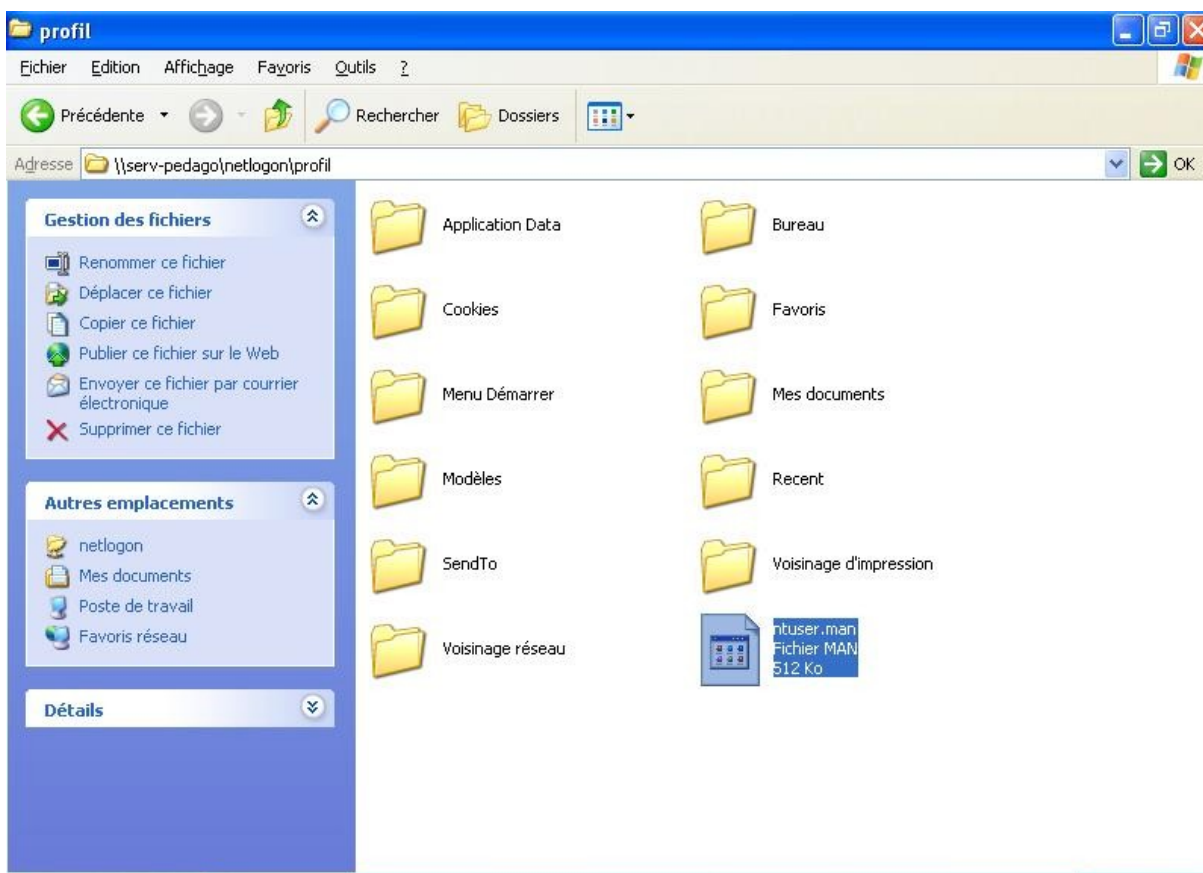 profil
Fichier Edition Affichage Favoris Outils ?
Précédente Rechercher Dossiers
Adresse \\serv-pedago\netlogon\profil OK
Gestion des fichiers
Renommer ce fichier
Déplacer ce fichier
Copier ce fichier
Publier ce fichier sur le Web
Envoyer ce fichier par courrier
électronique
Supprimer ce fichier
Autres emplacements
netlogon
Mes documents
Poste de travail
Favoris réseau
Détails
Application Data
Bureau
Cookies
Favoris
Menu Démarrer
Mes documents
Modèles
Recent
SendTo
Voisinage d'impression
Voisinage réseau
ntuser.man
Fichier MAN
512 Ko